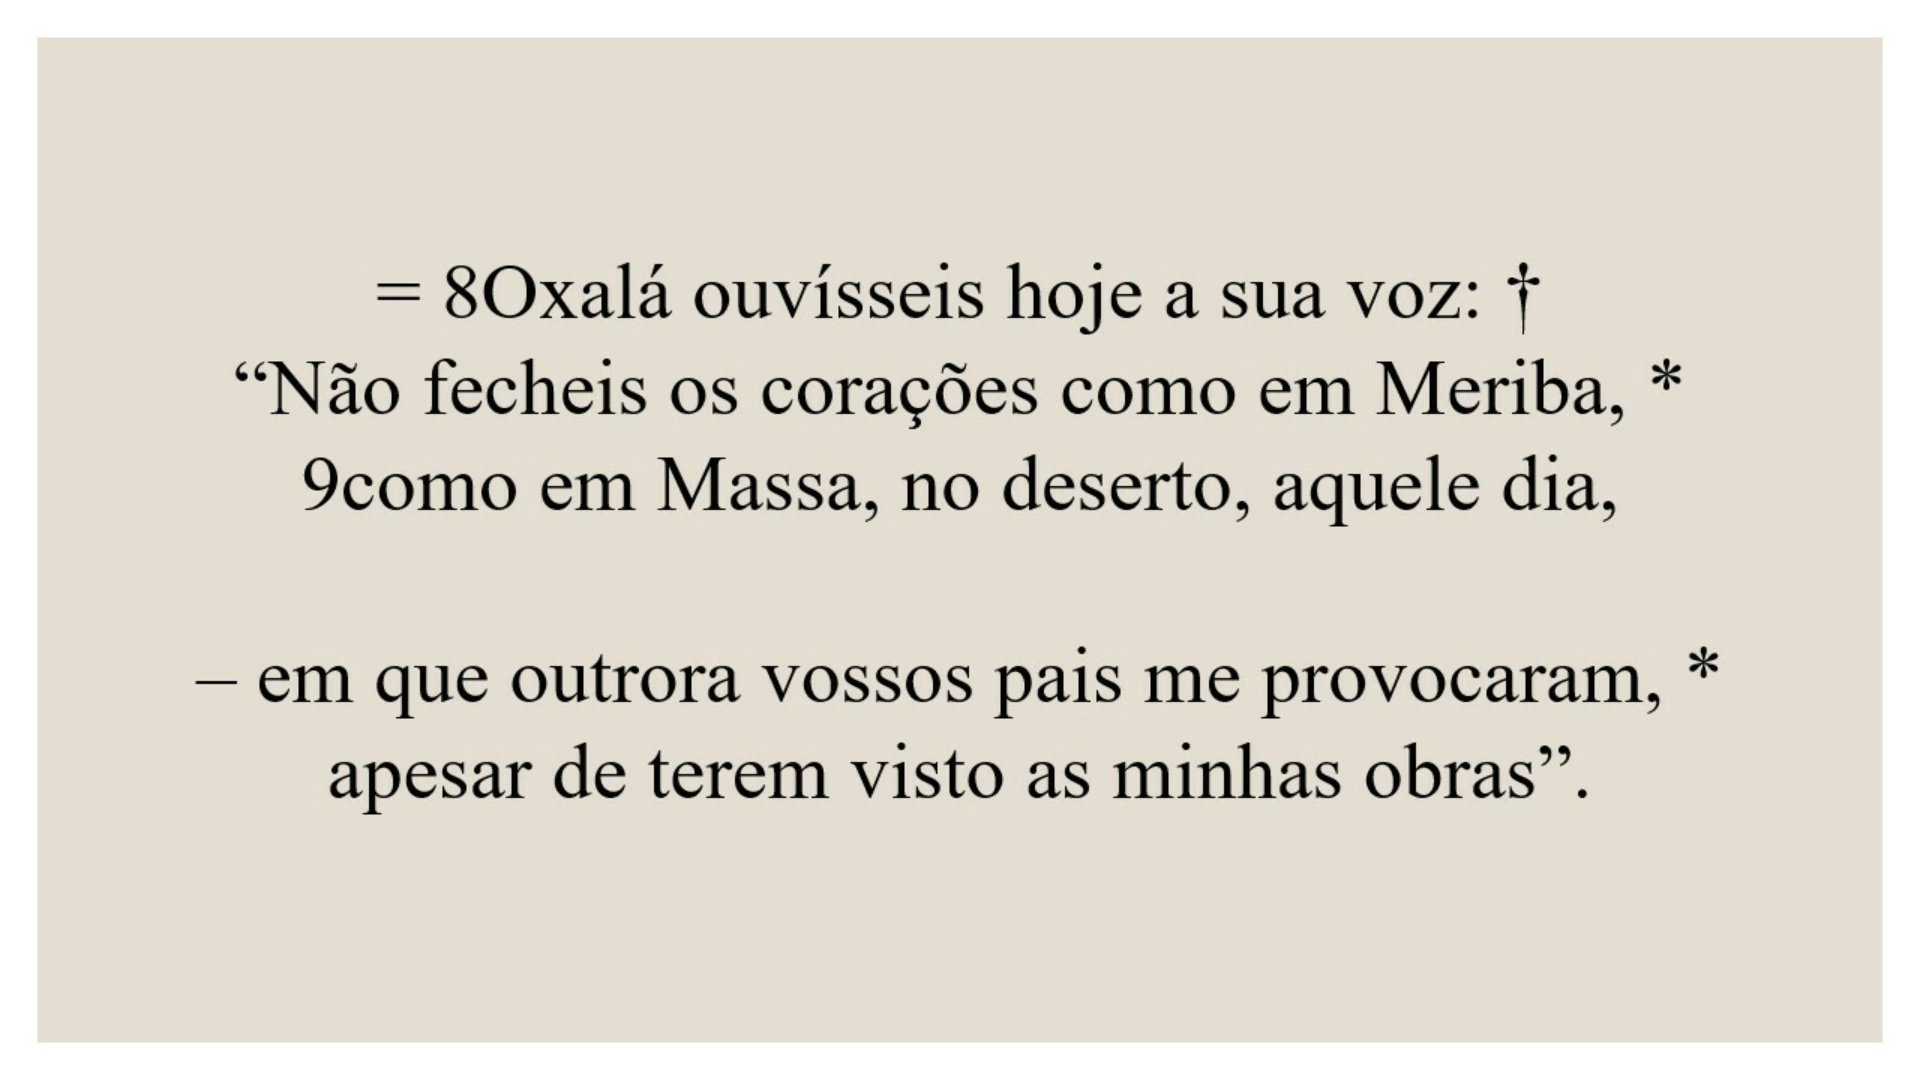 = 8Oxalá ouvísseis hoje a sua voz: †
“Não fecheis os corações como em Meriba, *
9como em Massa, no deserto, aquele dia,
– em que outrora vossos pais me provocaram, *
apesar de terem visto as minhas obras”.